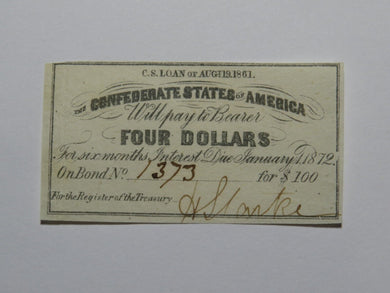 C.S. LOAN OF AUG.19.1861.
THE CONFEDERATE STATES OF AMERICA
Will pay to Bearer
FOUR DOLLARS
For six months Interest Due January 1, 1872.
On Bond No. 1373 for $100
For the Register of the Treasury